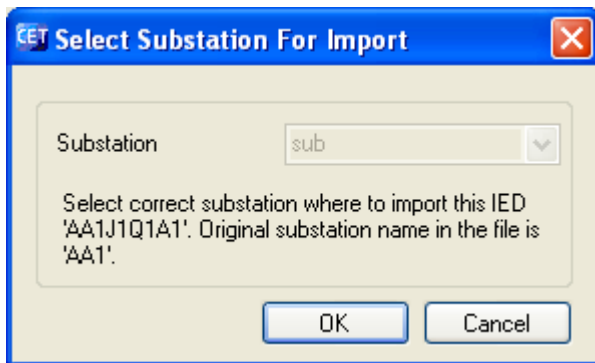 CET Select Substation For Import
Substation sub
Select correct substation where to import this IED
'AA1J1Q1A1'. Original substation name in the file is
'AA1'.
OK Cancel